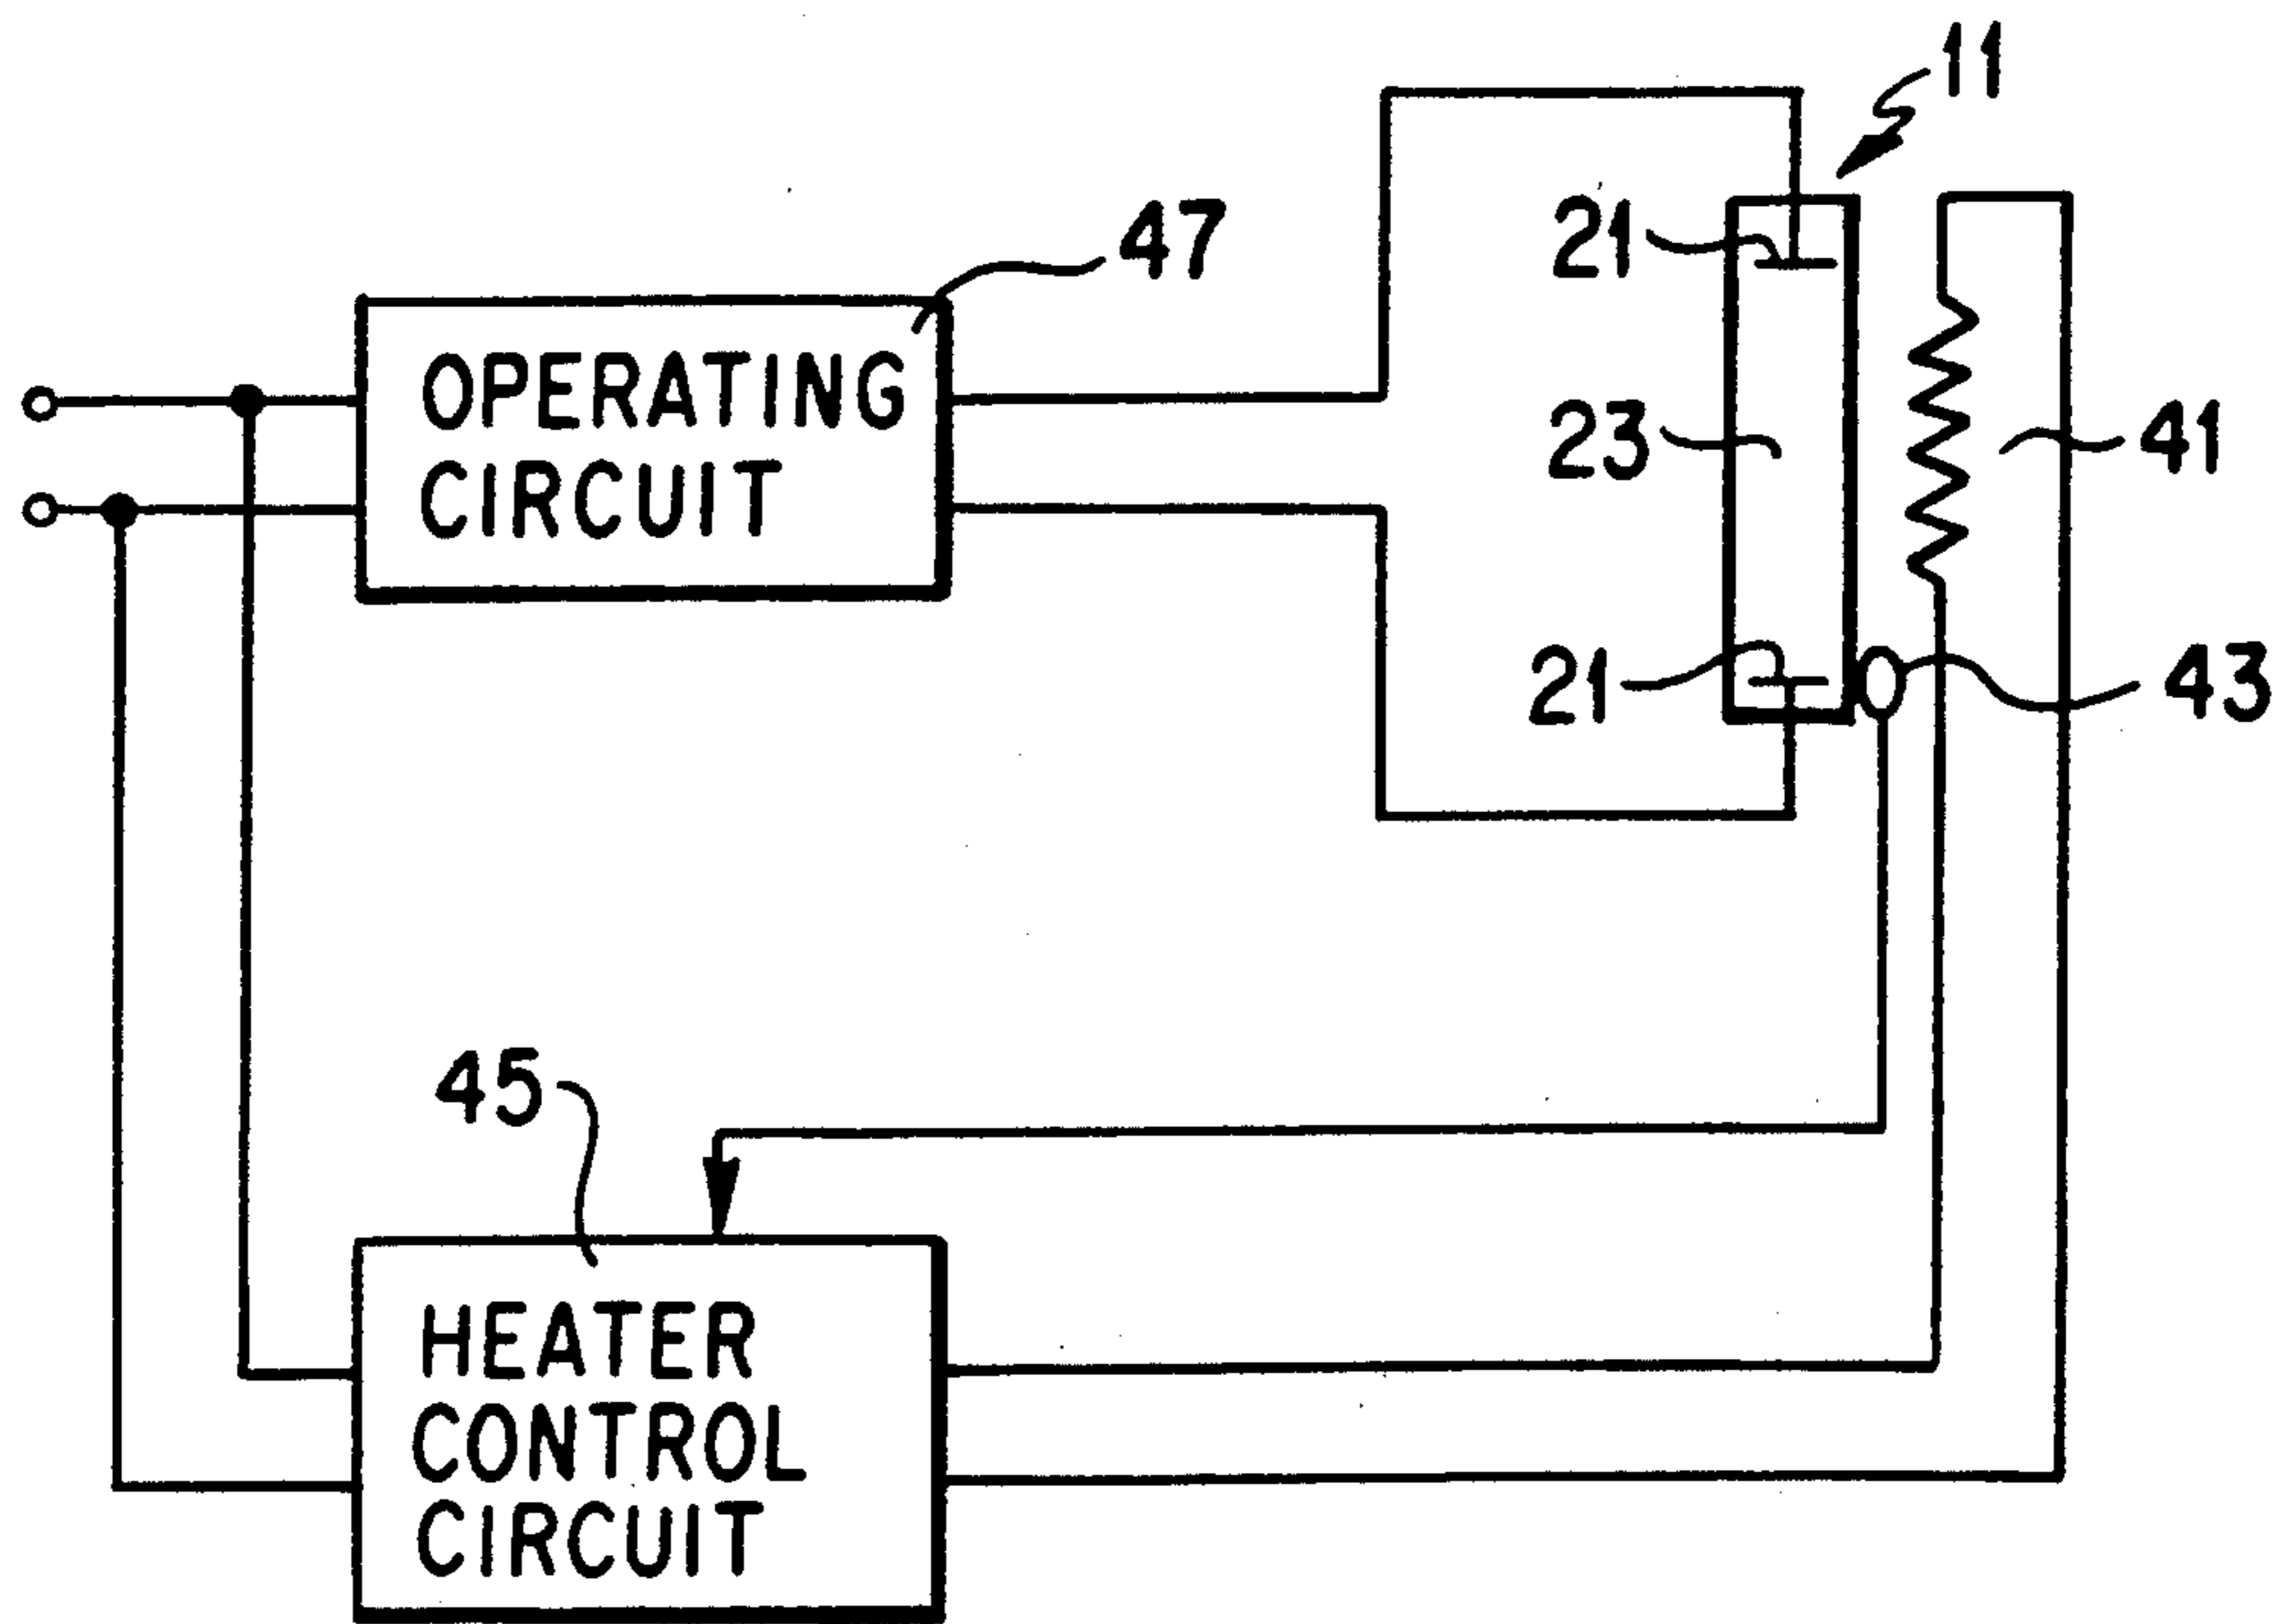 11
21
47
OPERATING
CIRCUIT
23
41
21
43
45
HEATER
CONTROL
CIRCUIT